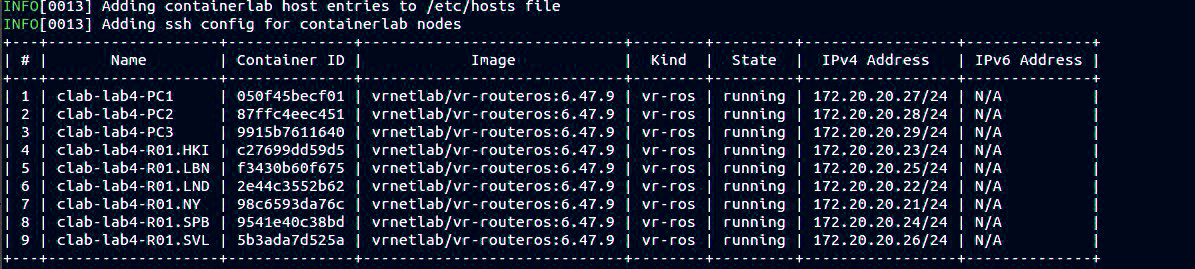 INFO[0013] Adding containerlab host entries to /etc/hosts file
INFO[0013] Adding ssh config for containerlab nodes
+---+------------------+--------------+---------------------------+--------+---------+-----------------+--------------+
| # |       Name       | Container ID |           Image           |  Kind  |  State  |  IPv4 Address   | IPv6 Address |
+---+------------------+--------------+---------------------------+--------+---------+-----------------+--------------+
| 1 | clab-lab4-PC1     | 050f45becf01 | vrnetlab/vr-routeros:6.47.9 | vr-ros | running | 172.20.20.27/24 | N/A          |
| 2 | clab-lab4-PC2     | 87ffc4eec451 | vrnetlab/vr-routeros:6.47.9 | vr-ros | running | 172.20.20.28/24 | N/A          |
| 3 | clab-lab4-PC3     | 9915b7611640 | vrnetlab/vr-routeros:6.47.9 | vr-ros | running | 172.20.20.29/24 | N/A          |
| 4 | clab-lab4-R01.HKI | c27699dd59d5 | vrnetlab/vr-routeros:6.47.9 | vr-ros | running | 172.20.20.23/24 | N/A          |
| 5 | clab-lab4-R01.LBN | f3430b60f675 | vrnetlab/vr-routeros:6.47.9 | vr-ros | running | 172.20.20.25/24 | N/A          |
| 6 | clab-lab4-R01.LND | 2e44c3552b62 | vrnetlab/vr-routeros:6.47.9 | vr-ros | running | 172.20.20.22/24 | N/A          |
| 7 | clab-lab4-R01.NY  | 98c6593da76c | vrnetlab/vr-routeros:6.47.9 | vr-ros | running | 172.20.20.21/24 | N/A          |
| 8 | clab-lab4-R01.SPB | 9541e40c38bd | vrnetlab/vr-routeros:6.47.9 | vr-ros | running | 172.20.20.24/24 | N/A          |
| 9 | clab-lab4-R01.SVL | 5b3ada7d525a | vrnetlab/vr-routeros:6.47.9 | vr-ros | running | 172.20.20.26/24 | N/A          |
+---+------------------+--------------+---------------------------+--------+---------+-----------------+--------------+